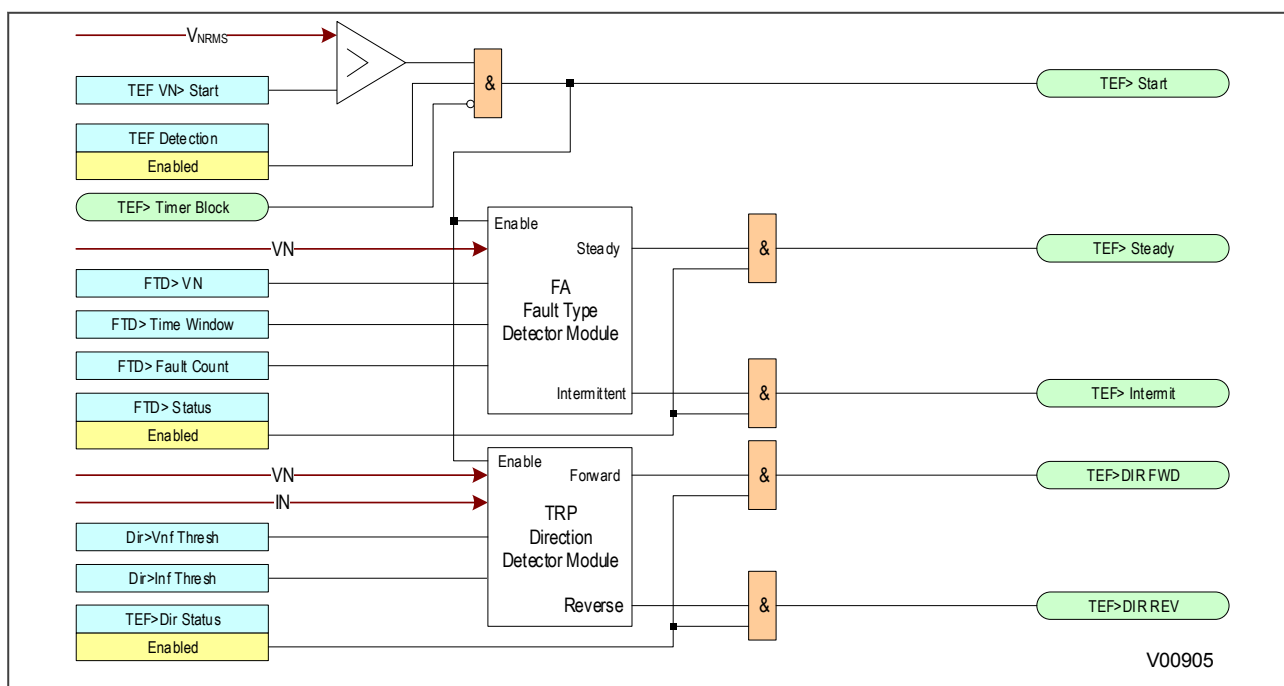 VNRMS
TEF VN> Start
&
TEF> Start
TEF Detection
Enabled
TEF> Timer Block
Enable
VN
Steady
&
TEF> Steady
FTD> VN
FA
Fault Type
Detector Module
FTD> Time Window
FTD> Fault Count
Intermittent
&
TEF> Intermit
FTD> Status
Enabled
Enable
VN
Forward
&
TEF>DIR FWD
IN
TRP
Direction
Detector Module
Dir>Vnf Thresh
Dir>Inf Thresh
Reverse
&
TEF>DIR REV
TEF>Dir Status
Enabled
V00905